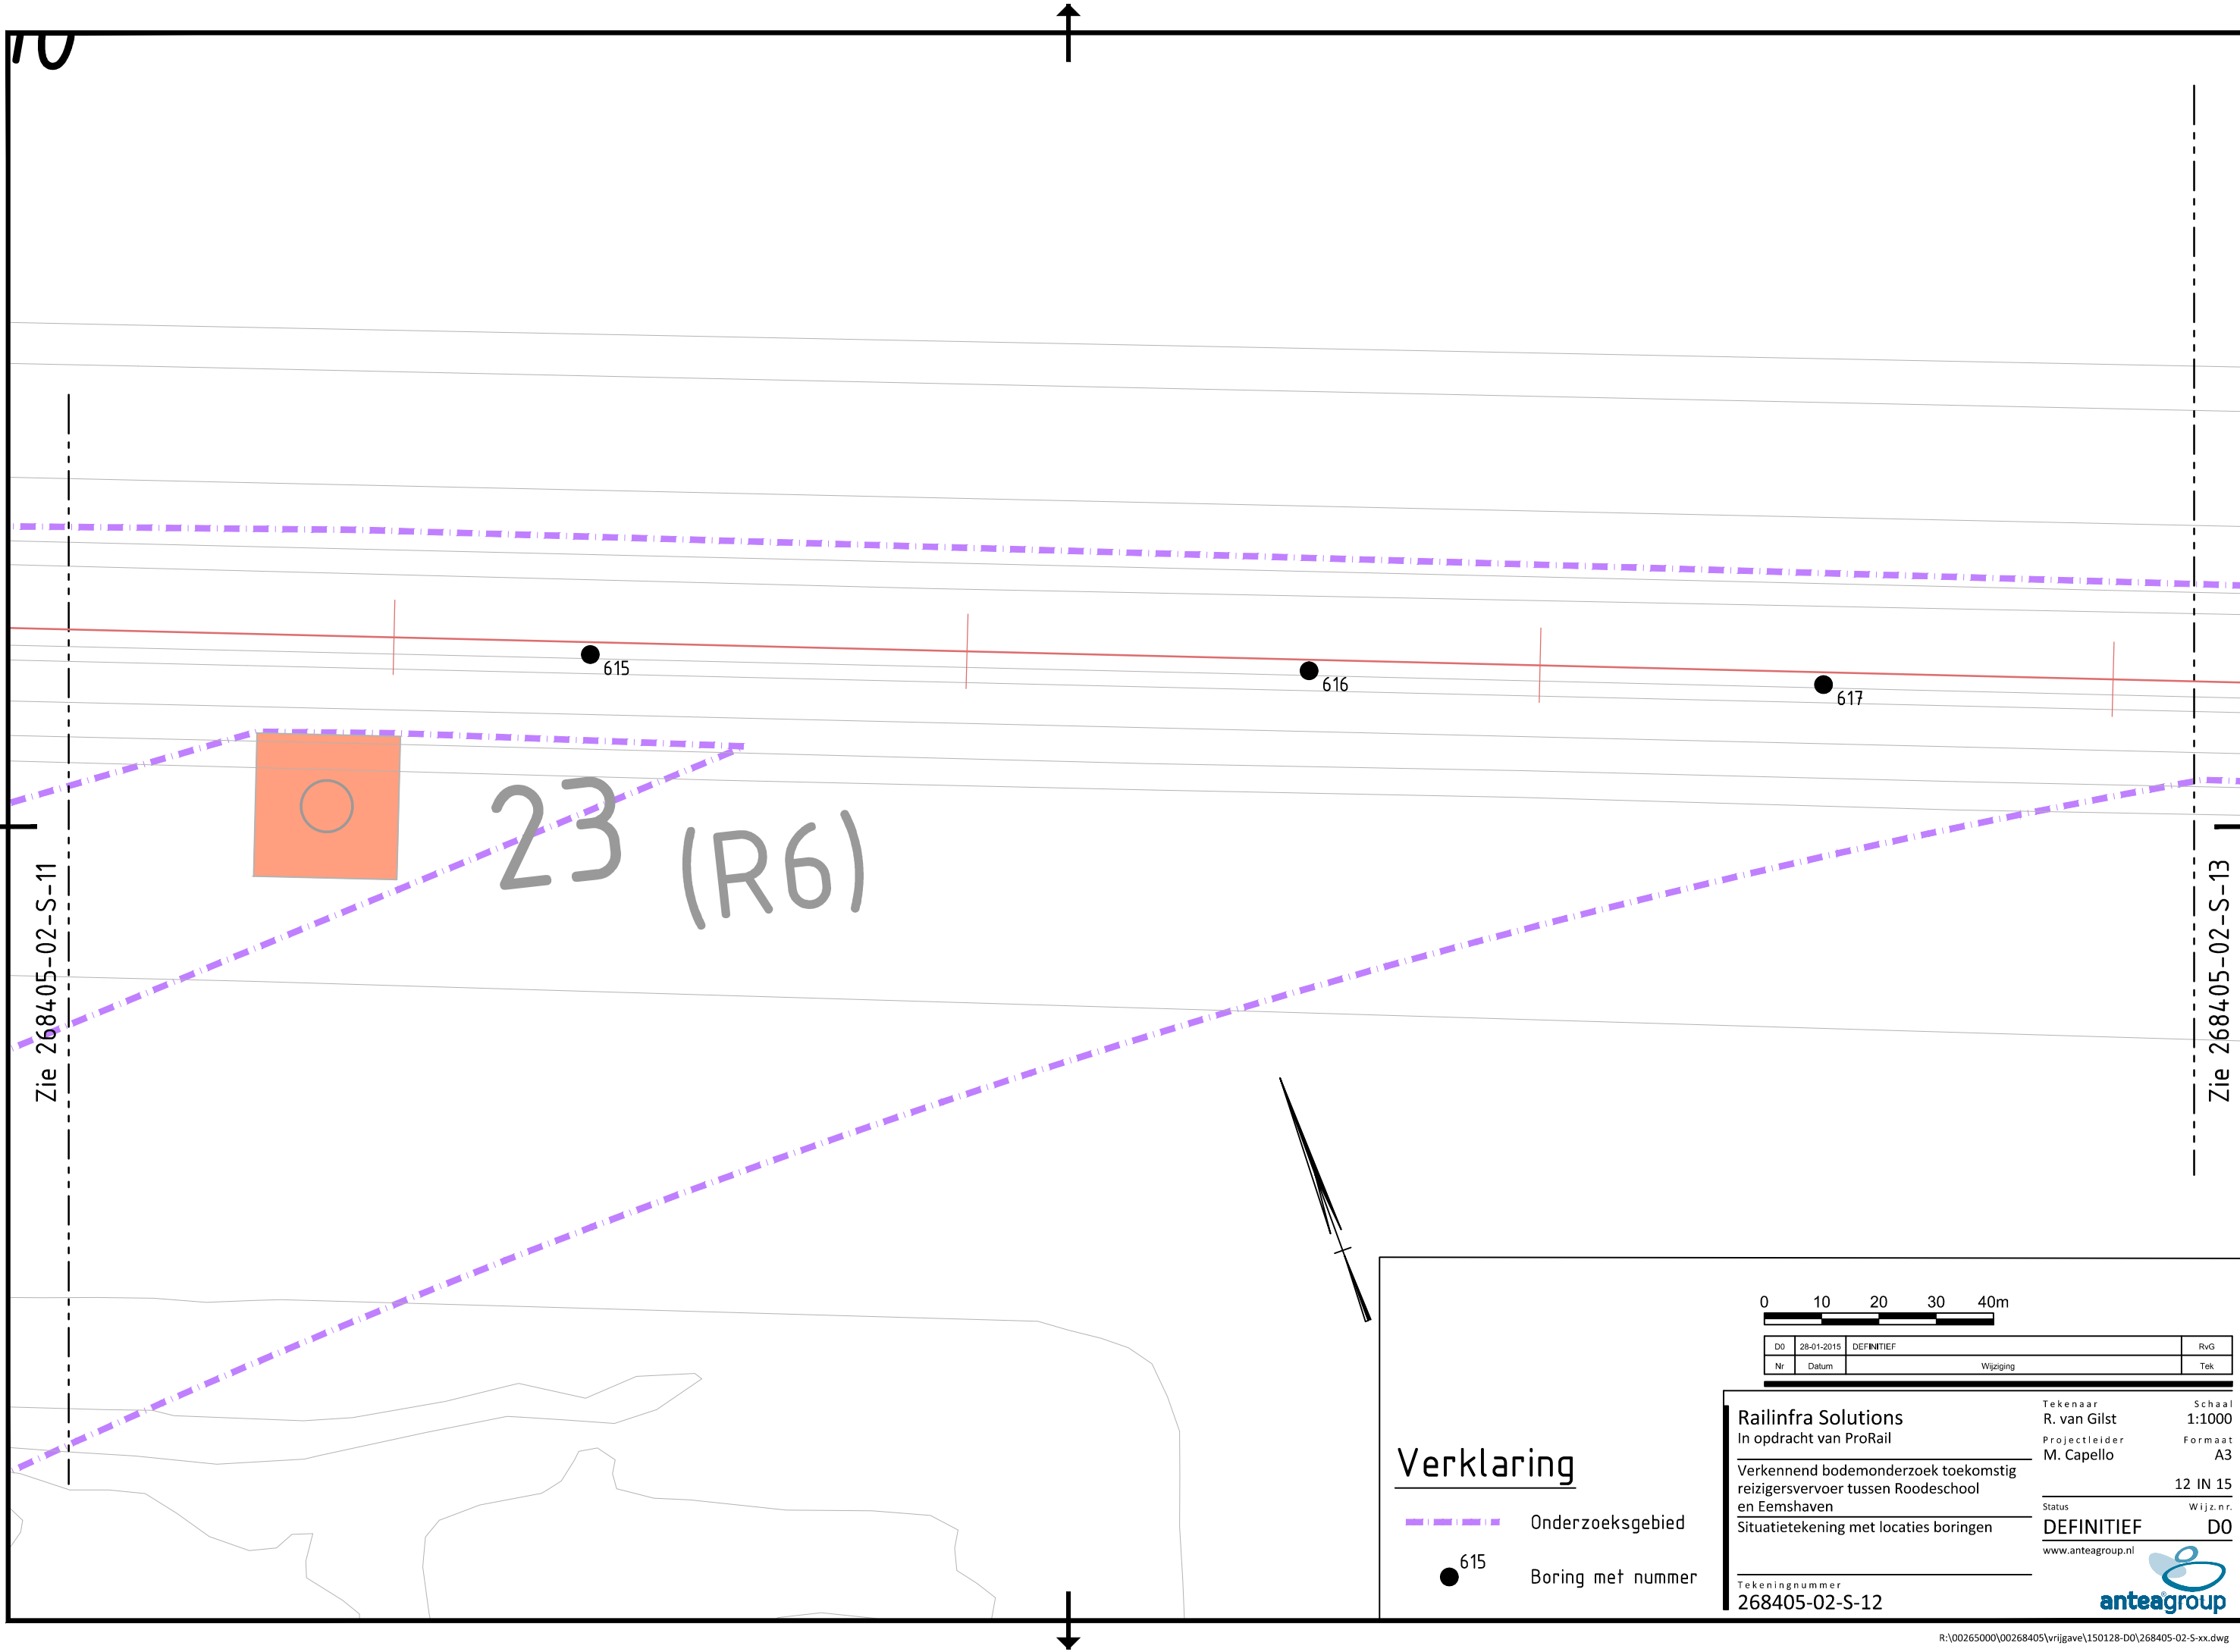 615
616
617
23 (R6)
Zie 268405-02-S-11
Zie 268405-02-S-13
0 10 20 30 40m
D0 28-01-2015 DEFINITIEF RvG
Nr Datum Wijziging Tek
Verklaring
Onderzoeksgebied
615
Boring met nummer
Railinfra Solutions
In opdracht van ProRail
Verkennend bodemonderzoek toekomstig
reizigersvervoer tussen Roodeschool
en Eemshaven
Situatietekening met locaties boringen
Tekeningnummer
268405-02-S-12
Tekenaar Schaal
R. van Gilst 1:1000
Projectleider Formaat
M. Capello A3
12 IN 15
Status Wijz.nr.
DEFINITIEF D0
www.anteagroup.nl
anteagroup
R:\00265000\00268405\vrijgave\150128-D0\268405-02-S-xx.dwg